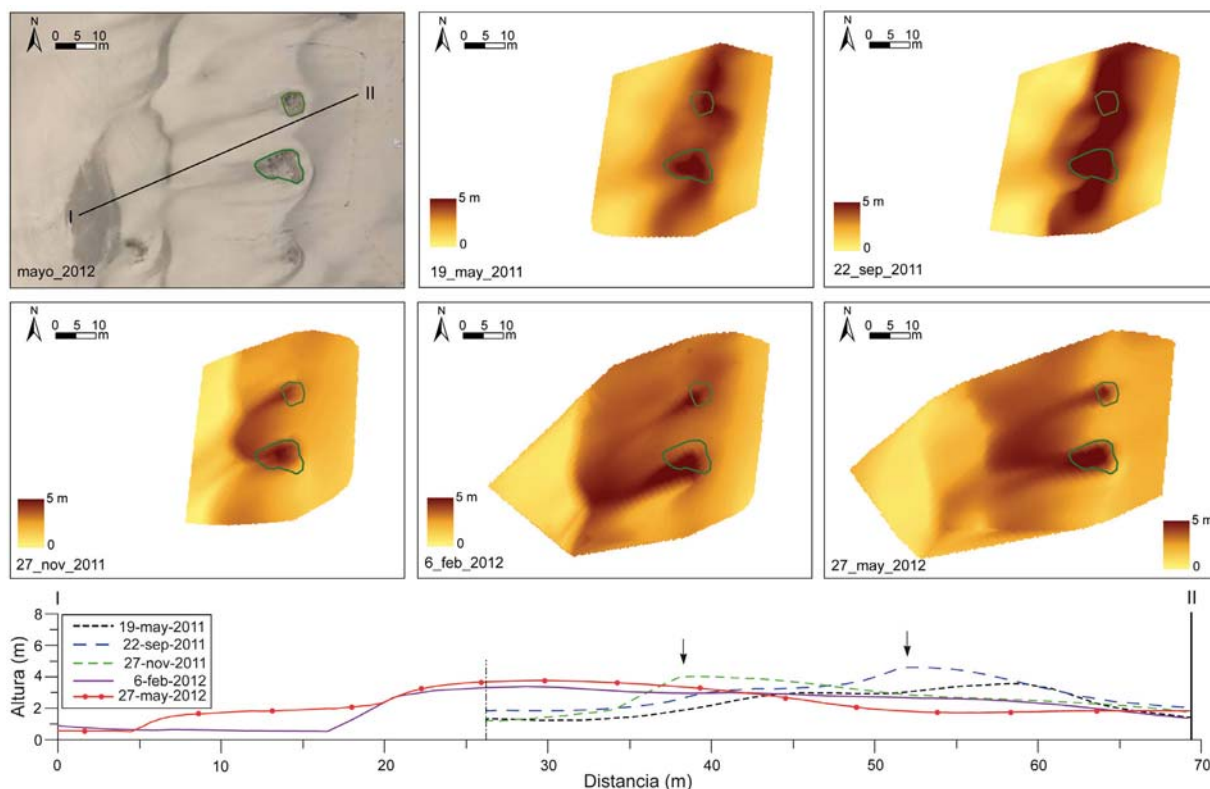 N
0 5 10
m
II
I
mayo_2012
N
0 5 10
m
5 m
0
19_may_2011
N
0 5 10
m
5 m
0
22_sep_2011
N
0 5 10
m
5 m
0
27_nov_2011
N
0 5 10
m
5 m
0
6_feb_2012
N
0 5 10
m
5 m
0
27_may_2012
I
II
Altura (m)
8
6
4
2
0
19-may-2011
22-sep-2011
27-nov-2011
6-feb-2012
27-may-2012
0 10 20 30 40 50 60 70
Distancia (m)